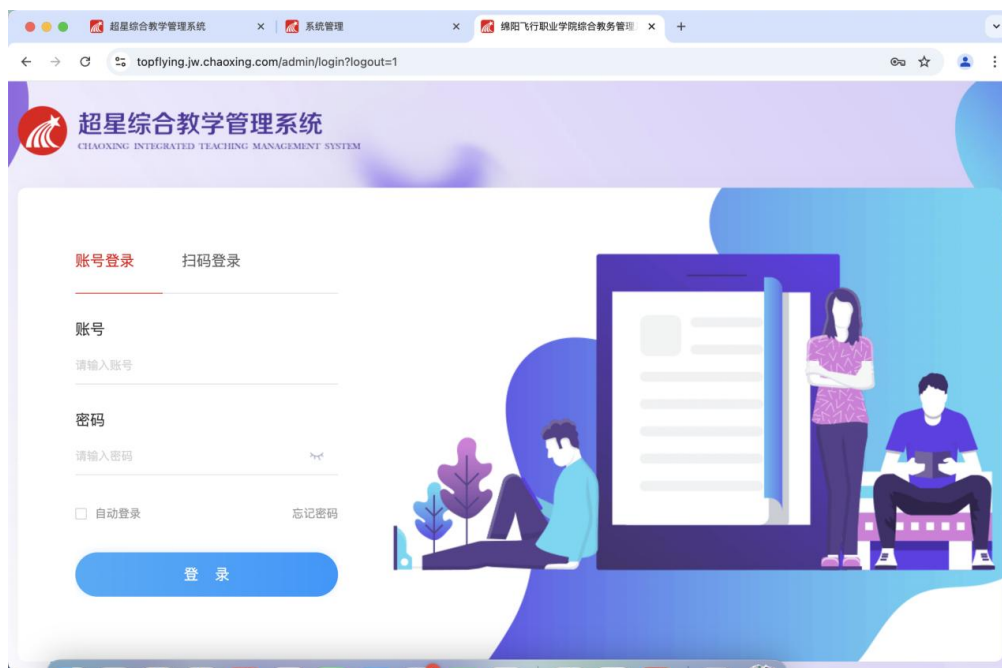 超星综合教学管理系统
系统管理
绵阳飞行职业学院综合教务管理
topflying.jw.chaoxing.com/admin/login?logout=1
超星综合教学管理系统
CHAOXING INTEGRATED TEACHING MANAGEMENT SYSTEM
账号登录 扫码登录
账号
请输入账号
密码
请输入密码
自动登录 忘记密码
登 录